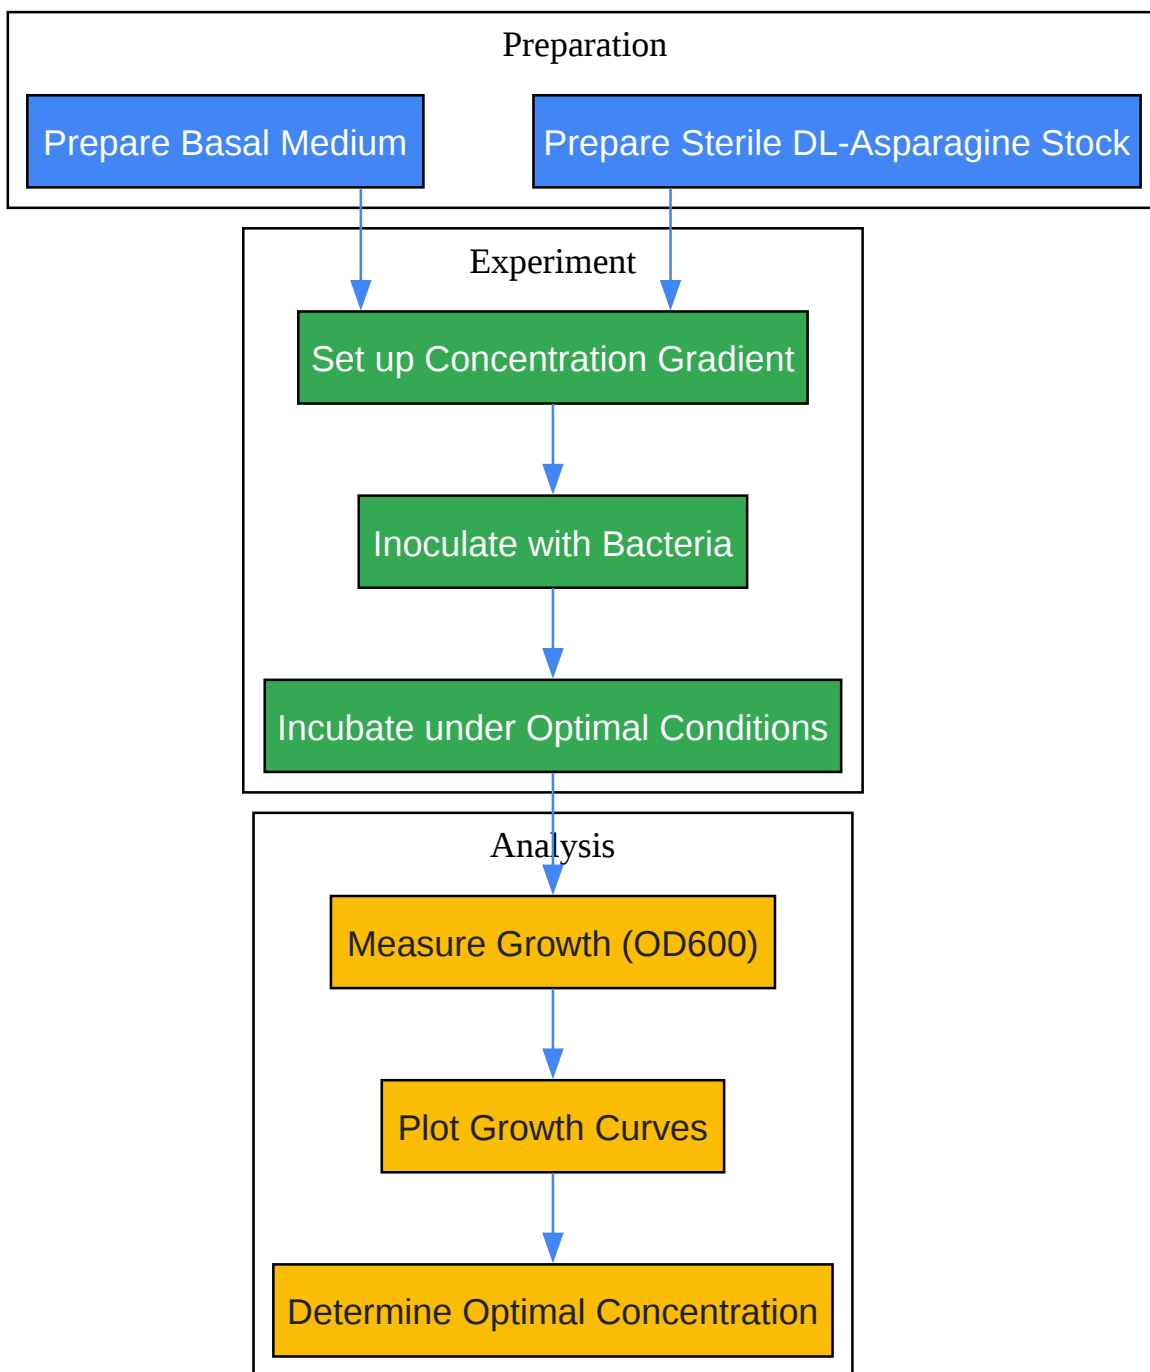 Preparation
Prepare Basal Medium
Prepare Sterile DL-Asparagine Stock
Experiment
Set up Concentration Gradient
Inoculate with Bacteria
Incubate under Optimal Conditions
Analysis
Measure Growth (OD600)
Plot Growth Curves
Determine Optimal Concentration